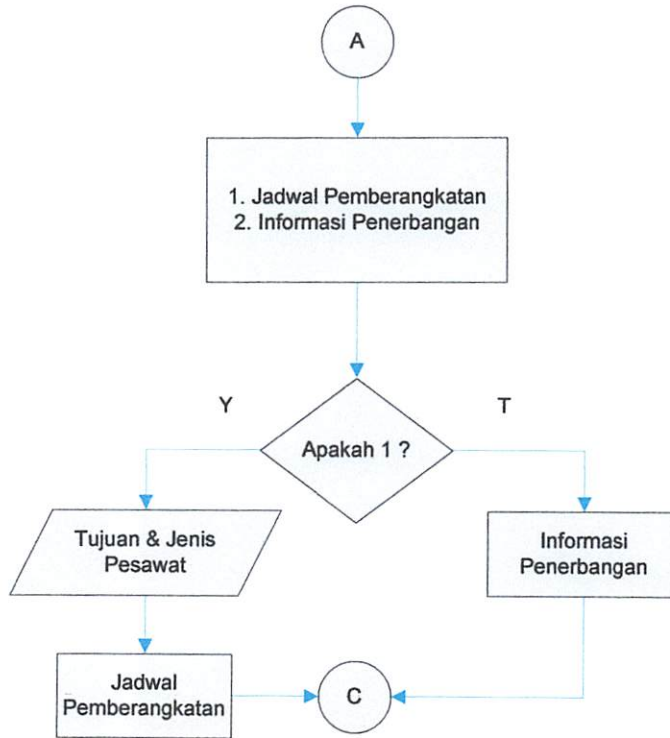 A
1. Jadwal Pemberangkatan
2. Informasi Penerbangan
Y
T
Apakah 1 ?
Tujuan & Jenis
Pesawat
Informasi
Penerbangan
Jadwal
Pemberangkatan
C